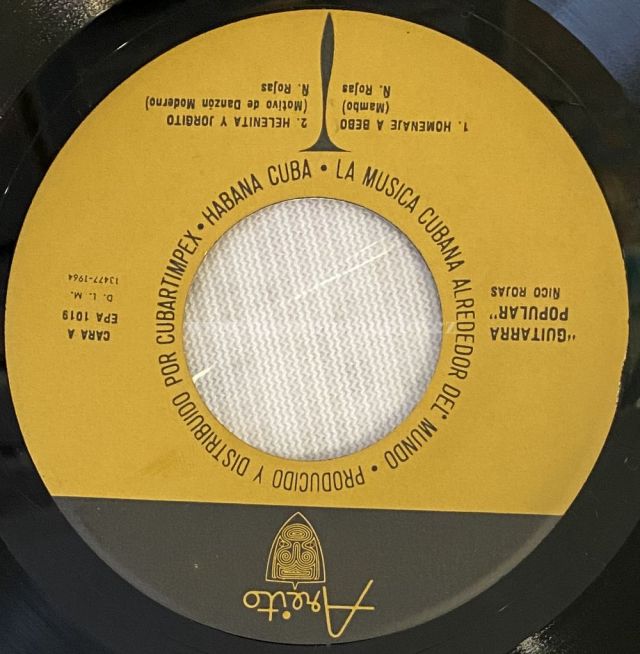 Areito
"GUITARRA
POPULAR"
ÑICO ROJAS
CARA A
EPA 1019
D. L. M.
13477-1964
PRODUCIDO Y DISTRIBUIDO POR CUBARTIMPEX • HABANA CUBA • LA MUSICA CUBANA ALREDEDOR DEL MUNDO •
1. HOMENAJE A BEBO
(Mambo)
Ñ. Rojas
2. HELENITA Y JORGITO
(Motivo de Danzón Moderno)
Ñ. Rojas